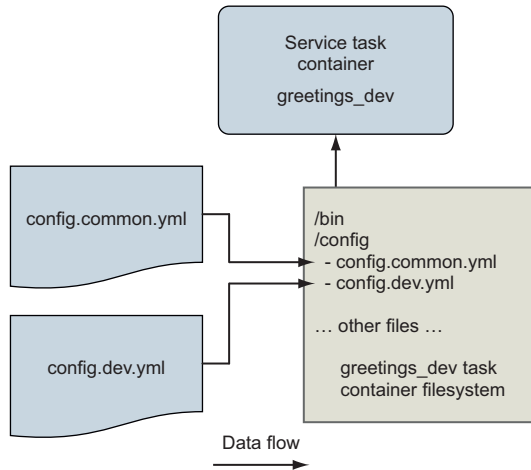 Service task
container
greetings_dev
config.common.yml
config.dev.yml
/bin
/config
- config.common.yml
- config.dev.yml
… other files …
greetings_dev task
container filesystem
Data flow